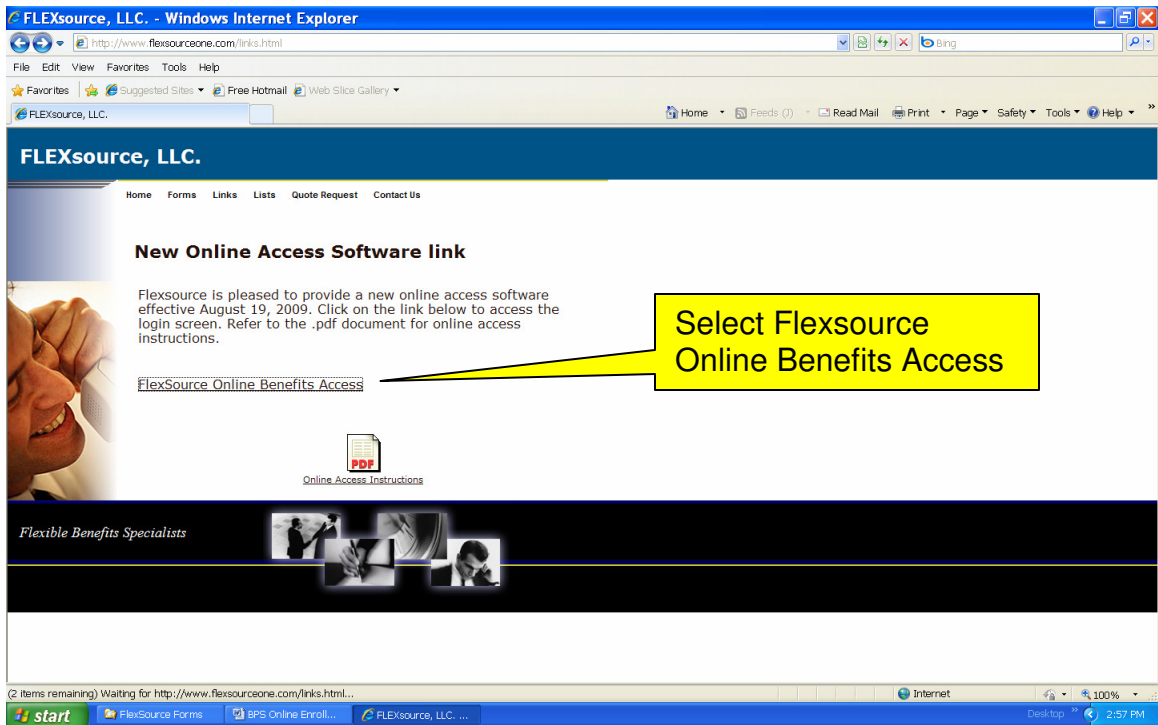 FLEXsource, LLC. - Windows Internet Explorer
http://www.flexsourceone.com/links.html
Bing
File Edit View Favorites Tools Help
Favorites Suggested Sites Free Hotmail Web Slice Gallery
FLEXsource, LLC.
Home Feeds (J) Read Mail Print Page Safety Tools Help »
FLEXsource, LLC.
Home Forms Links Lists Quote Request Contact Us
New Online Access Software link
Flexsource is pleased to provide a new online access software
effective August 19, 2009. Click on the link below to access the
login screen. Refer to the .pdf document for online access
instructions.
Select Flexsource
Online Benefits Access
FlexSource Online Benefits Access
PDF
Online Access Instructions
Flexible Benefits Specialists
(2 items remaining) Waiting for http://www.flexsourceone.com/links.html...
Internet
100%
start
FlexSource Forms
BPS Online Enroll...
FLEXsource, LLC. ...
Desktop »
2:57 PM